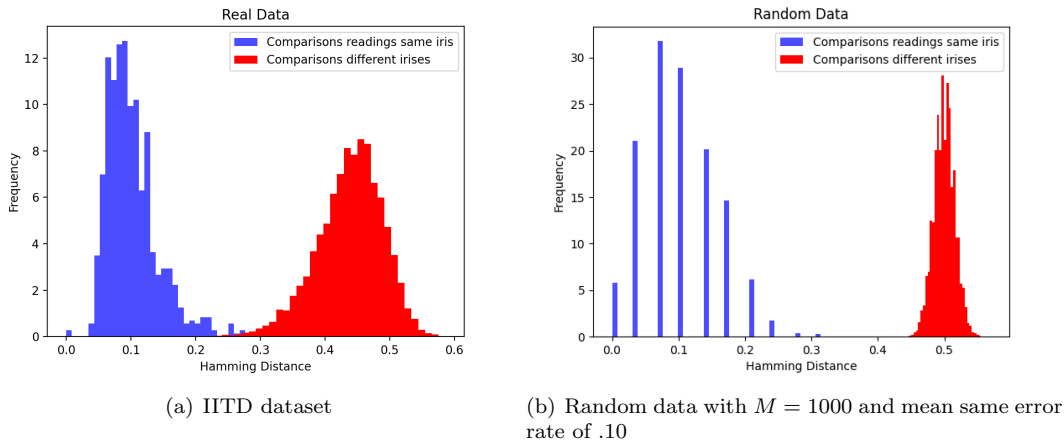 Real Data
Comparisons readings same iris
Comparisons different irises
Frequency
12
10
8
6
4
2
0
0.0 0.1 0.2 0.3 0.4 0.5 0.6
Hamming Distance
(a) IITD dataset
Random Data
Comparisons readings same iris
Comparisons different irises
Frequency
30
25
20
15
10
5
0
0.0 0.1 0.2 0.3 0.4 0.5
Hamming Distance
(b) Random data with M = 1000 and mean same error
rate of .10